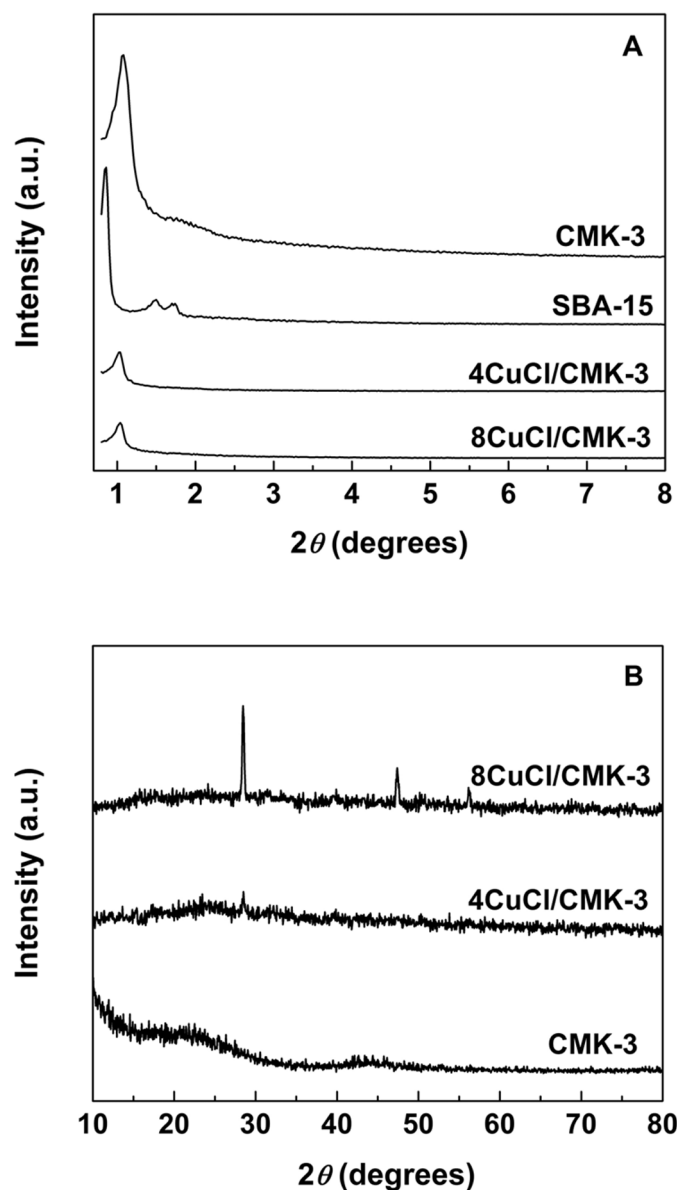 A
Intensity (a.u.)
CMK-3
SBA-15
4CuCl/CMK-3
8CuCl/CMK-3
1 2 3 4 5 6 7 8
2θ (degrees)
B
Intensity (a.u.)
8CuCl/CMK-3
4CuCl/CMK-3
CMK-3
10 20 30 40 50 60 70 80
2θ (degrees)